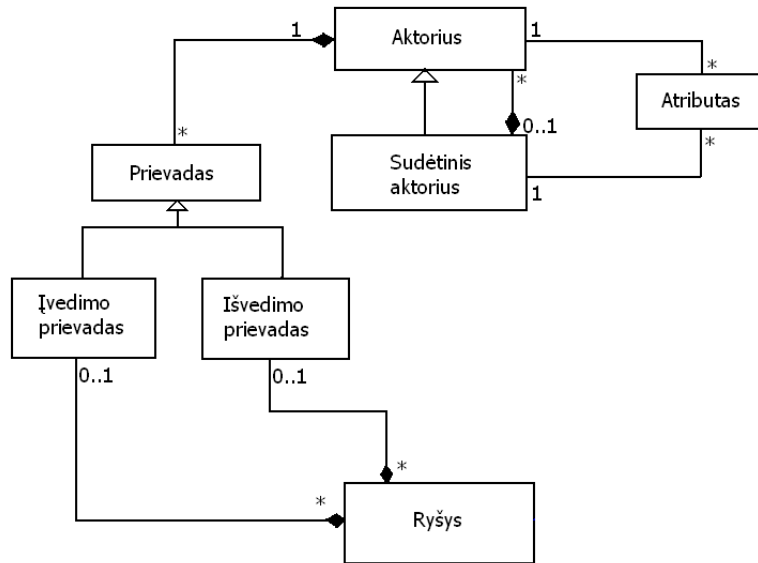 Aktorius
1
1
*
*
0..1
Atributas
*
1
*
Sudėtinis
aktorius
Prievadas
Įvedimo
prievadas
Išvedimo
prievadas
0..1
0..1
*
*
Ryšys